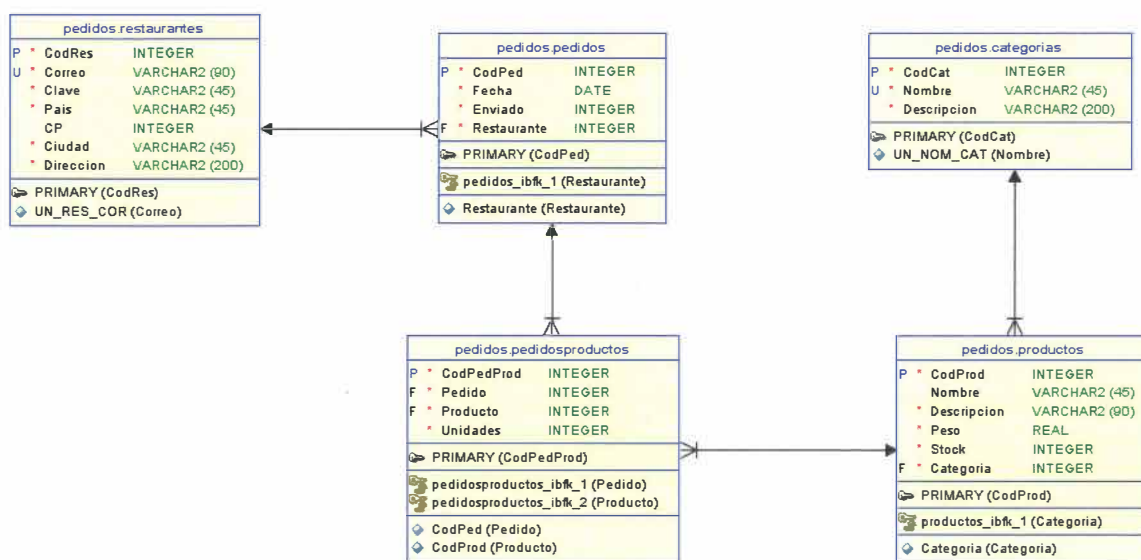 pedidos.restaurantes
P * CodRes INTEGER
U * Correo VARCHAR2 (90)
* Clave VARCHAR2 (45)
* Pais VARCHAR2 (45)
CP INTEGER
* Ciudad VARCHAR2 (45)
* Direccion VARCHAR2 (200)
PRIMARY (CodRes)
UN_RES_COR (Correo)
pedidos.pedidos
P * CodPed INTEGER
* Fecha DATE
* Enviado INTEGER
F * Restaurante INTEGER
PRIMARY (CodPed)
pedidos_ibfk_1 (Restaurante)
Restaurante (Restaurante)
pedidos.categorias
P * CodCat INTEGER
U * Nombre VARCHAR2 (45)
* Descripcion VARCHAR2 (200)
PRIMARY (CodCat)
UN_NOM_CAT (Nombre)
pedidos.pedidosproductos
P * CodPedProd INTEGER
F * Pedido INTEGER
F * Producto INTEGER
* Unidades INTEGER
PRIMARY (CodPedProd)
pedidosproductos_ibfk_1 (Pedido)
pedidosproductos_ibfk_2 (Producto)
CodPed (Pedido)
CodProd (Producto)
pedidos.productos
P * CodProd INTEGER
Nombre VARCHAR2 (45)
* Descripcion VARCHAR2 (90)
* Peso REAL
* Stock INTEGER
F * Categoria INTEGER
PRIMARY (CodProd)
productos_ibfk_1 (Categoria)
Categoria (Categoria)